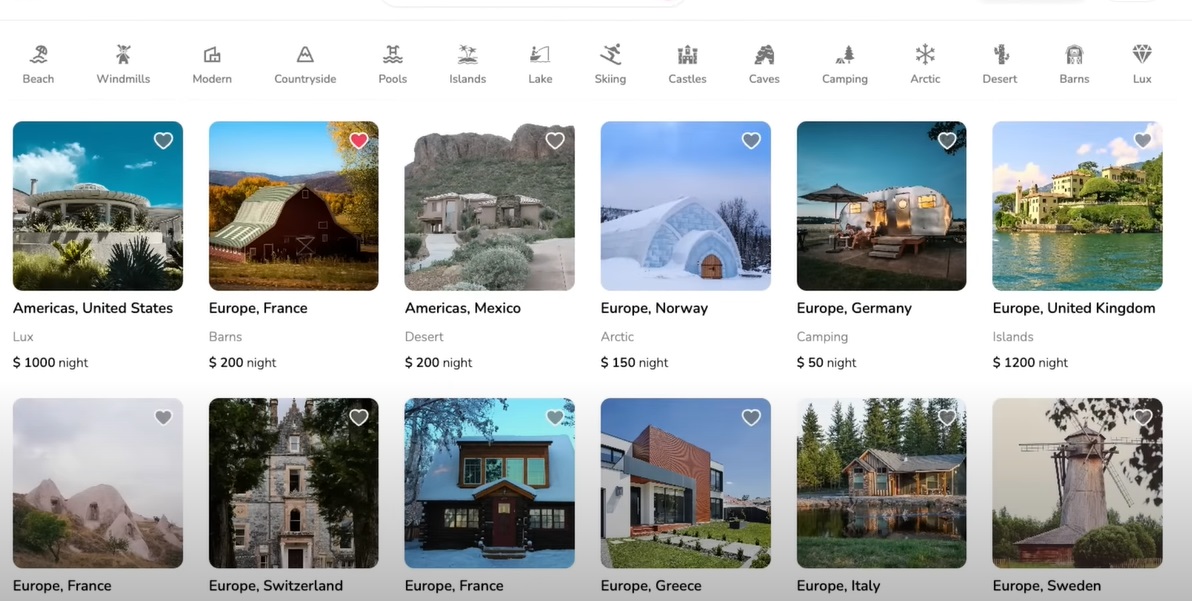 Beach
Windmills
Modern
Countryside
Pools
Islands
Lake
Skiing
Castles
Caves
Camping
Arctic
Desert
Barns
Lux
Americas, United States
Lux
$ 1000 night
Europe, France
Barns
$ 200 night
Americas, Mexico
Desert
$ 200 night
Europe, Norway
Arctic
$ 150 night
Europe, Germany
Camping
$ 50 night
Europe, United Kingdom
Islands
$ 1200 night
Europe, France
Europe, Switzerland
Europe, France
Europe, Greece
Europe, Italy
Europe, Sweden